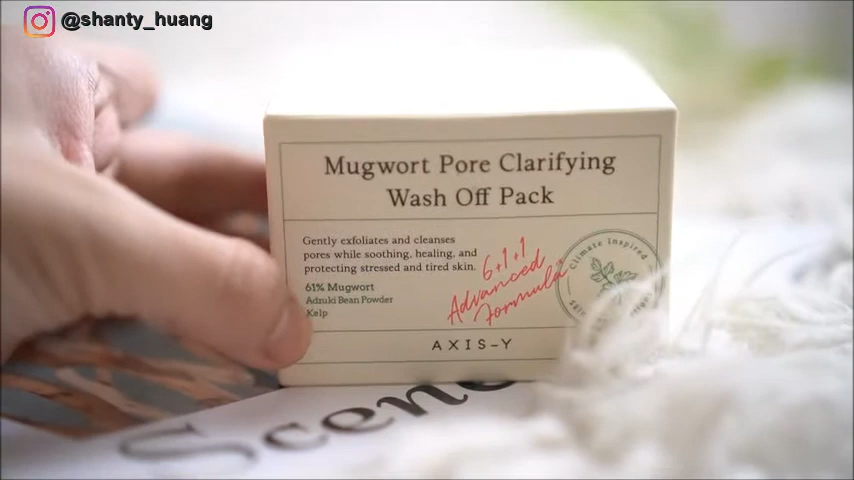 @shanty_huang
Mugwort Pore Clarifying
Wash Off Pack
Gently exfoliates and cleanses
pores while soothing, healing, and
protecting stressed and tired skin.
61% Mugwort
Adzuki Bean Powder
Kelp
6+1+1
Advanced
Formula
Climate Inspired
AXIS-Y
Scene